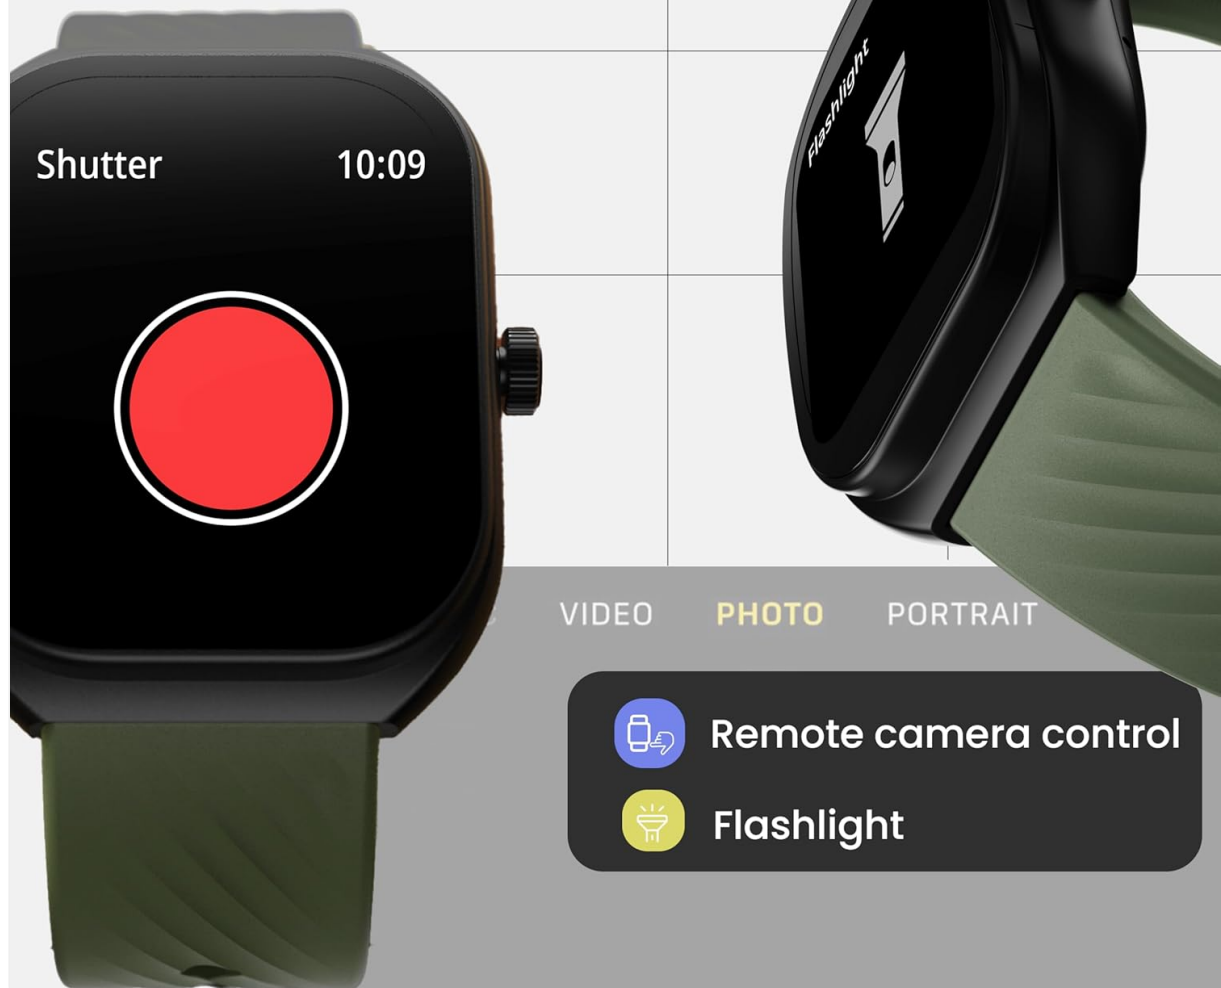 Shutter 10:09
Flashlight
VIDEO PHOTO PORTRAIT
Remote camera control
Flashlight